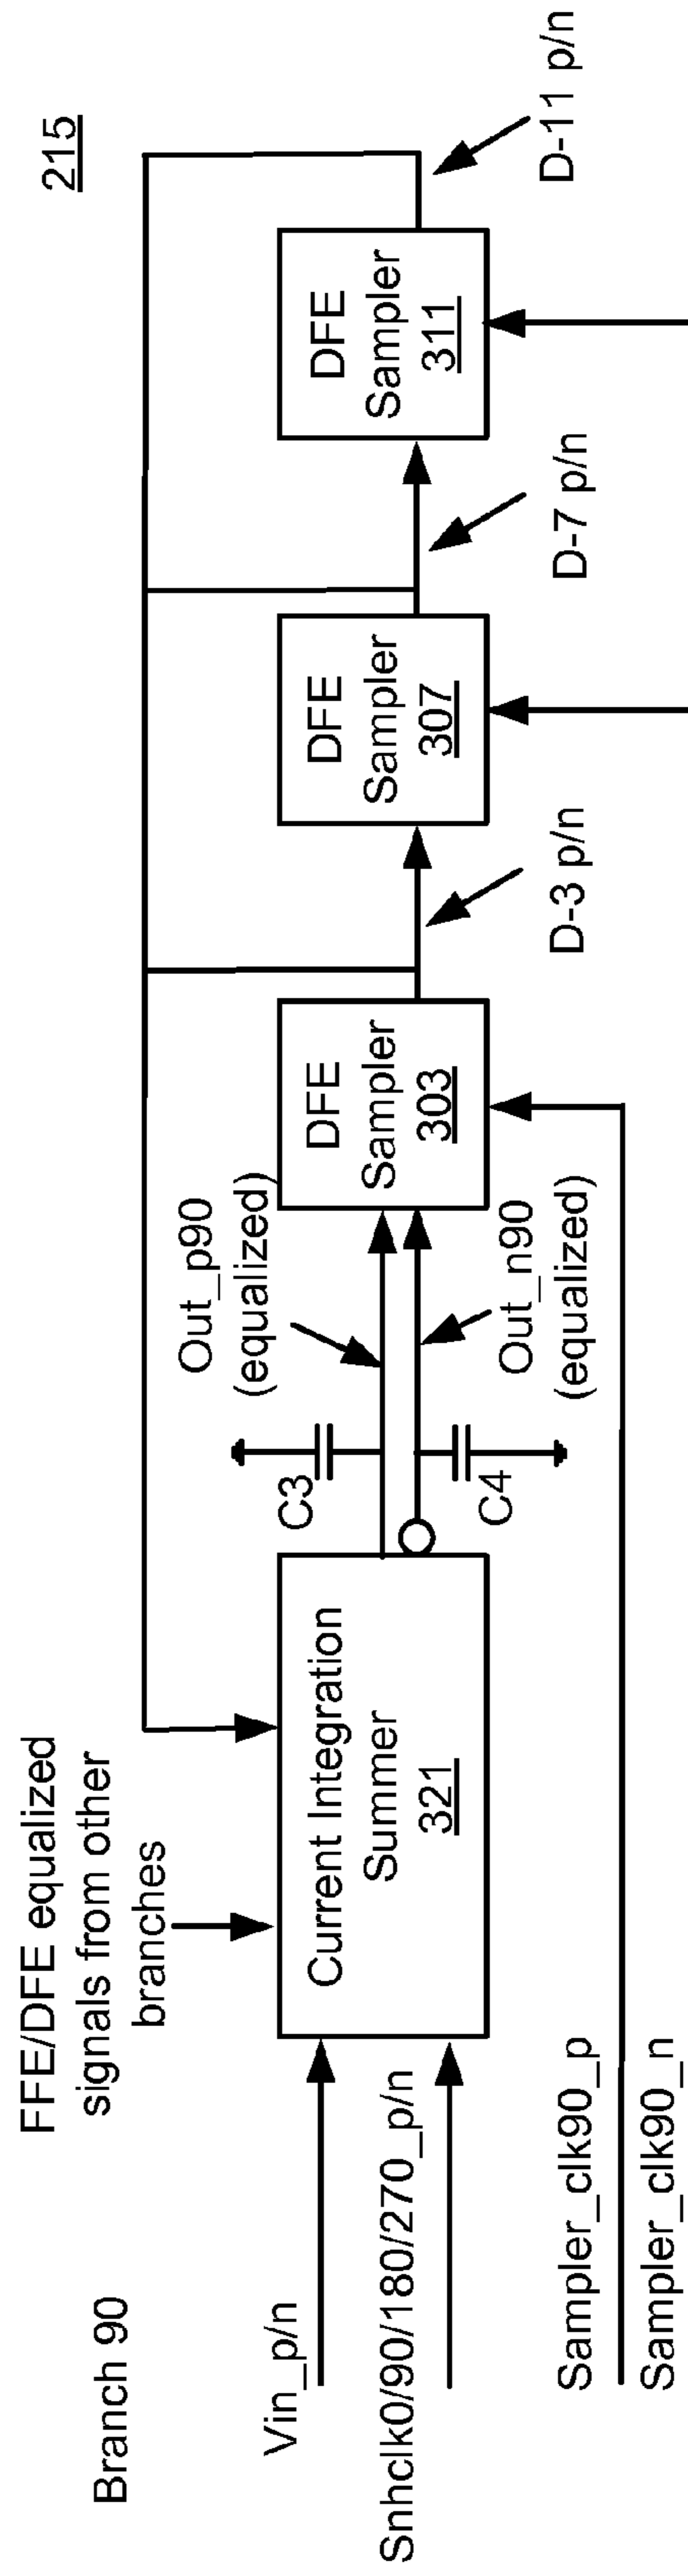 215
Branch 90
FFE/DFE equalized
signals from other
branches
Vin_p/n
Snhclk0/90/180/270_p/n
Current Integration
Summer
321
C3
C4
Out_p90
(equalized)
Out_n90
(equalized)
DFE
Sampler
303
D-3 p/n
DFE
Sampler
307
D-7 p/n
DFE
Sampler
311
D-11 p/n
Sampler_clk90_p
Sampler_clk90_n